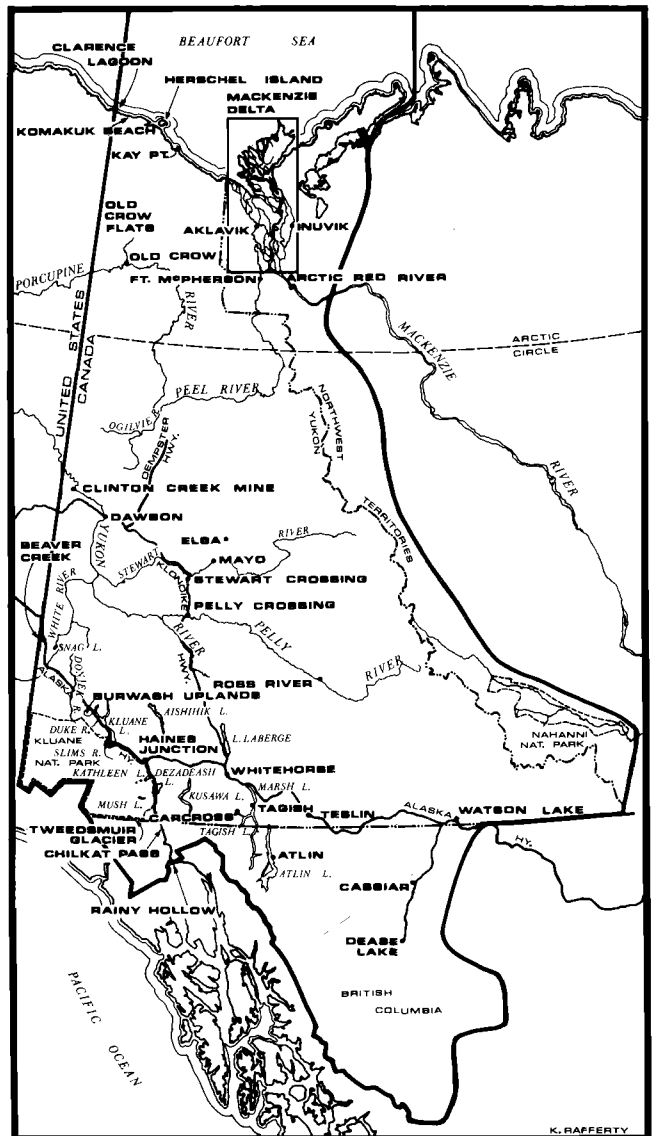 BEAUFORT SEA
CLARENCE
LAGOON
HERSCHEL ISLAND
MACKENZIE
DELTA
KOMAKUK BEACH
KAY PT.
OLD
CROW
FLATS
AKLAVIK
INUVIK
OLD CROW
PORCUPINE
RIVER
FT. McPHERSON
ARCTIC RED RIVER
MACKENZIE
RIVER
ARCTIC
CIRCLE
UNITED STATES
CANADA
PEEL RIVER
NORTHWEST
YUKON
TERRITORIES
OGILVIE R.
DEMPSTER
HWY.
CLINTON CREEK MINE
DAWSON
YUKON
ELSA
RIVER
BEAVER
CREEK
MAYO
STEWART
KLONDIKE
STEWART CROSSING
WHITE RIVER
PELLY CROSSING
RIVER
HWY.
PELLY
RIVER
SNAG L.
DONJEK R.
ALASKA
ROSS RIVER
BURWASH UPLANDS
AISHIHIK L.
KLUANE
L.
DUKE R.
KLUANE
HAINES
JUNCTION
L. LABERGE
NAHANNI
NAT. PARK
SLIMS R.
NAT. PARK
HY.
KATHLEEN L.
DEZADEASH
L.
WHITEHORSE
MARSH L.
MUSH L.
KUSAWA L.
TAGISH
TESLIN
ALASKA
WATSON LAKE
CARCROSS
TWEEDSMUIR
GLACIER
TAGISH L.
HY.
CHILKAT PASS
ATLIN
ATLIN L.
CASSIAR
RAINY HOLLOW
DEASE
LAKE
PACIFIC
OCEAN
BRITISH
COLUMBIA
K. RAFFERTY